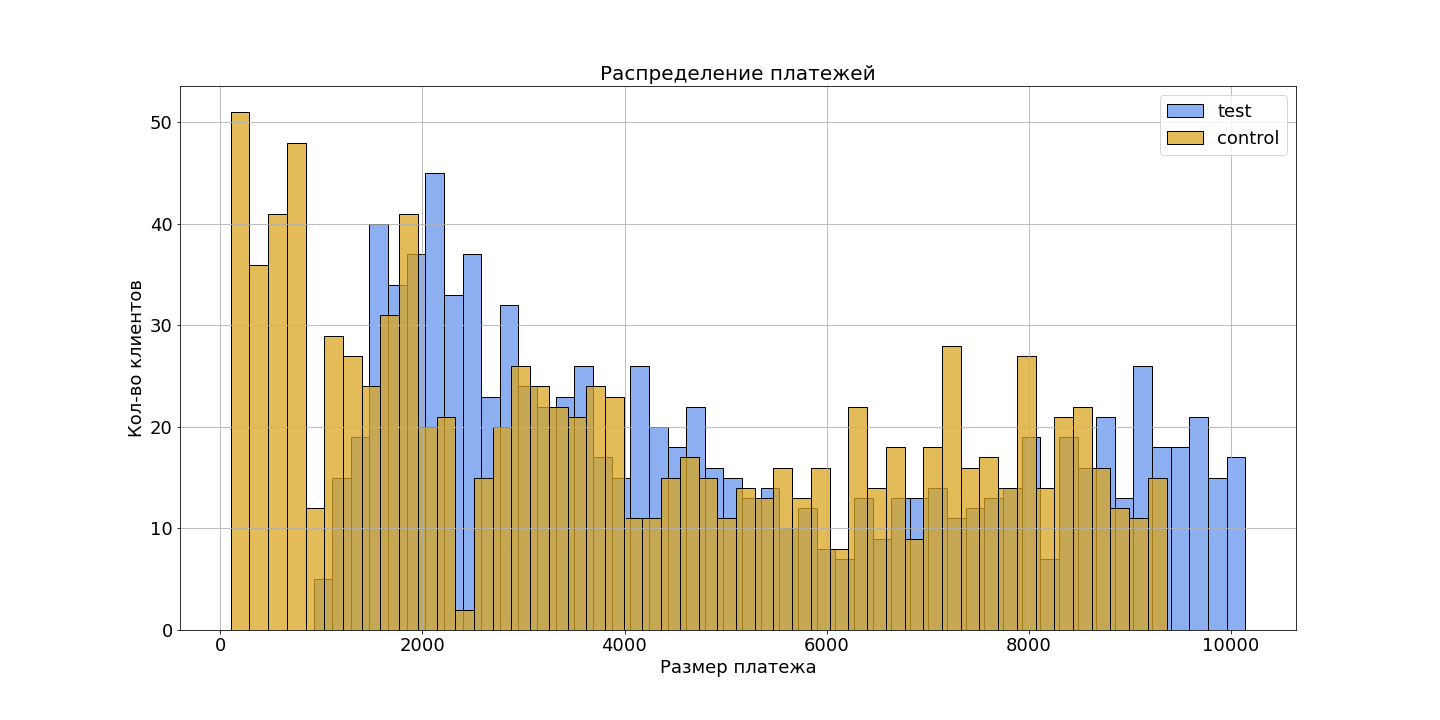 Распределение платежей
test
control
50
40
30
20
10
0
Кол-во клиентов
0 2000 4000 6000 8000 10000
Размер платежа